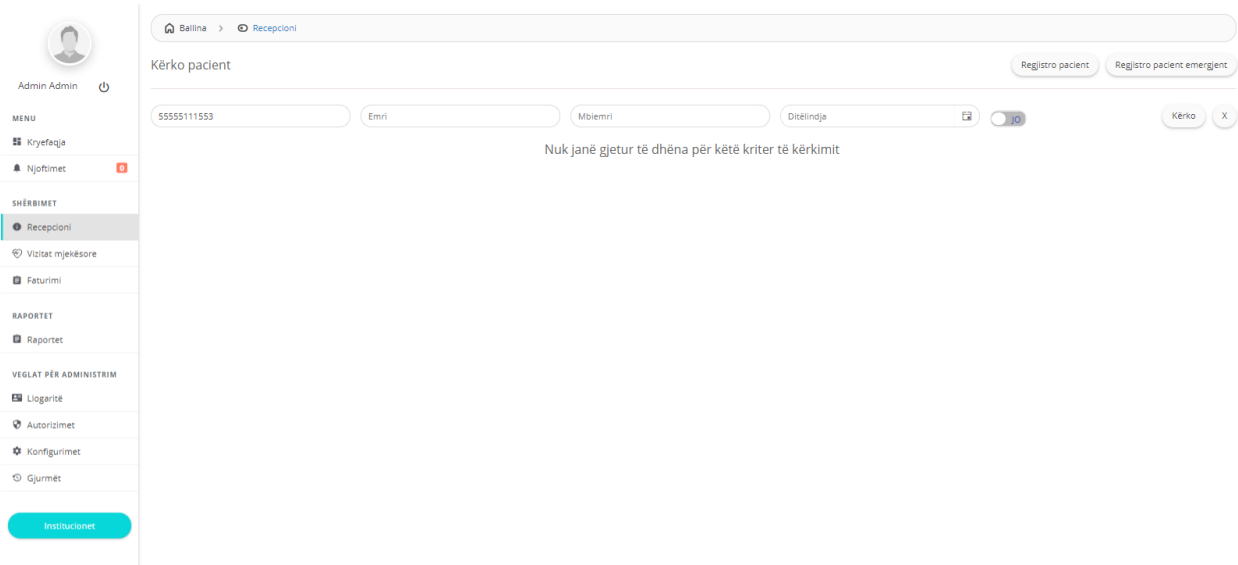 Admin Admin
MENU
Kryefaqja
Njoftimet 0
SHËRBIMET
Recepcioni
Vizitat mjekësore
Faturimi
RAPORTET
Raportet
VEGLAT PËR ADMINISTRIM
Llogaritë
Autorizimet
Konfigurimet
Gjurmët
Institucionet
Ballina > Recepcioni
Kërko pacient Regjistro pacient Regjistro pacient emergjent
55555111553 Emri Mbiemri Ditëlindja JO Kërko X
Nuk janë gjetur të dhëna për këtë kriter të kërkimit